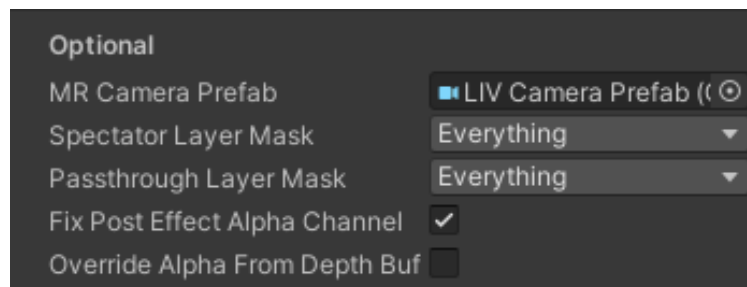 Optional
MR Camera Prefab LIV Camera Prefab (
Spectator Layer Mask Everything
Passthrough Layer Mask Everything
Fix Post Effect Alpha Channel
Override Alpha From Depth Buf